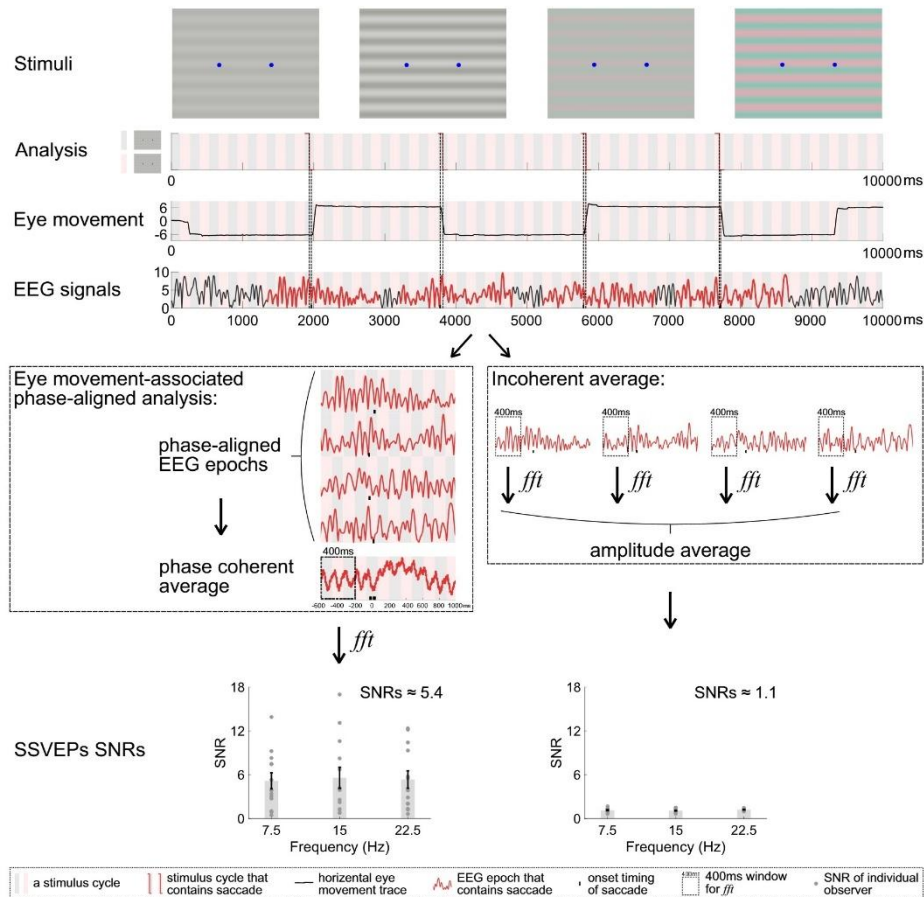 Stimuli
Analysis
0
10000 ms
Eye movement
6
0
-6
0
10000 ms
EEG signals
10
5
0
0 1000 2000 3000 4000 5000 6000 7000 8000 9000 10000 ms
Eye movement-associated
phase-aligned analysis:
phase-aligned
EEG epochs
phase coherent
average
400ms
-600 -400 -200 0 200 400 600 800 1000ms
Incoherent average:
400ms 400ms 400ms 400ms
fft fft fft fft
amplitude average
fft
SSVEPs SNRs
SNRs ≈ 5.4
SNR
18
12
6
0
7.5 15 22.5
Frequency (Hz)
SNRs ≈ 1.1
SNR
18
12
6
0
7.5 15 22.5
Frequency (Hz)
a stimulus cycle
stimulus cycle that
contains saccade
horizental eye
movement trace
EEG epoch that
contains saccade
onset timing
of saccade
400ms
400ms window
for fft
SNR of individual
observer